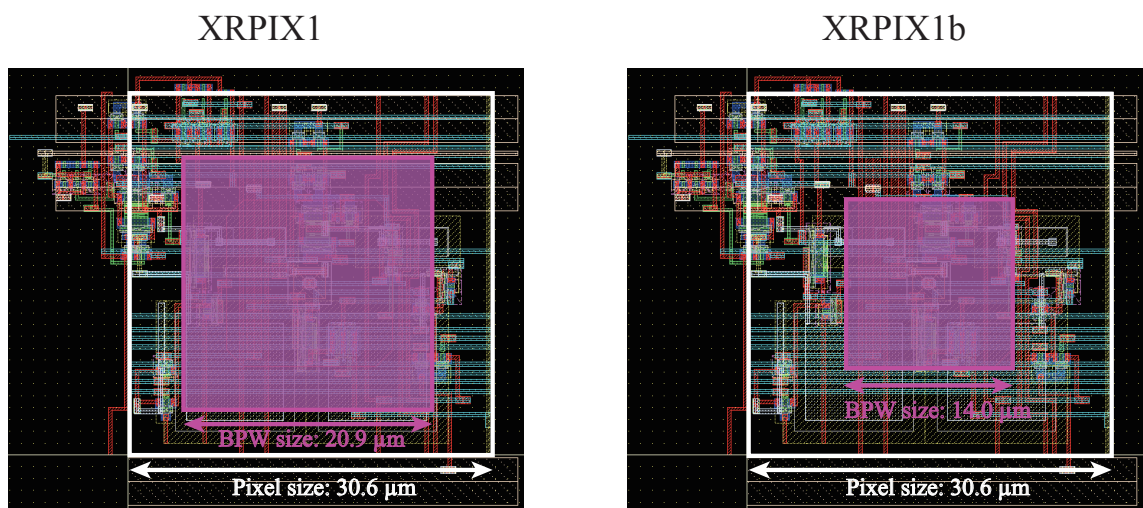 XRPIX1
XRPIX1b
BPW size: 20.9 µm
BPW size: 14.0 µm
Pixel size: 30.6 µm
Pixel size: 30.6 µm